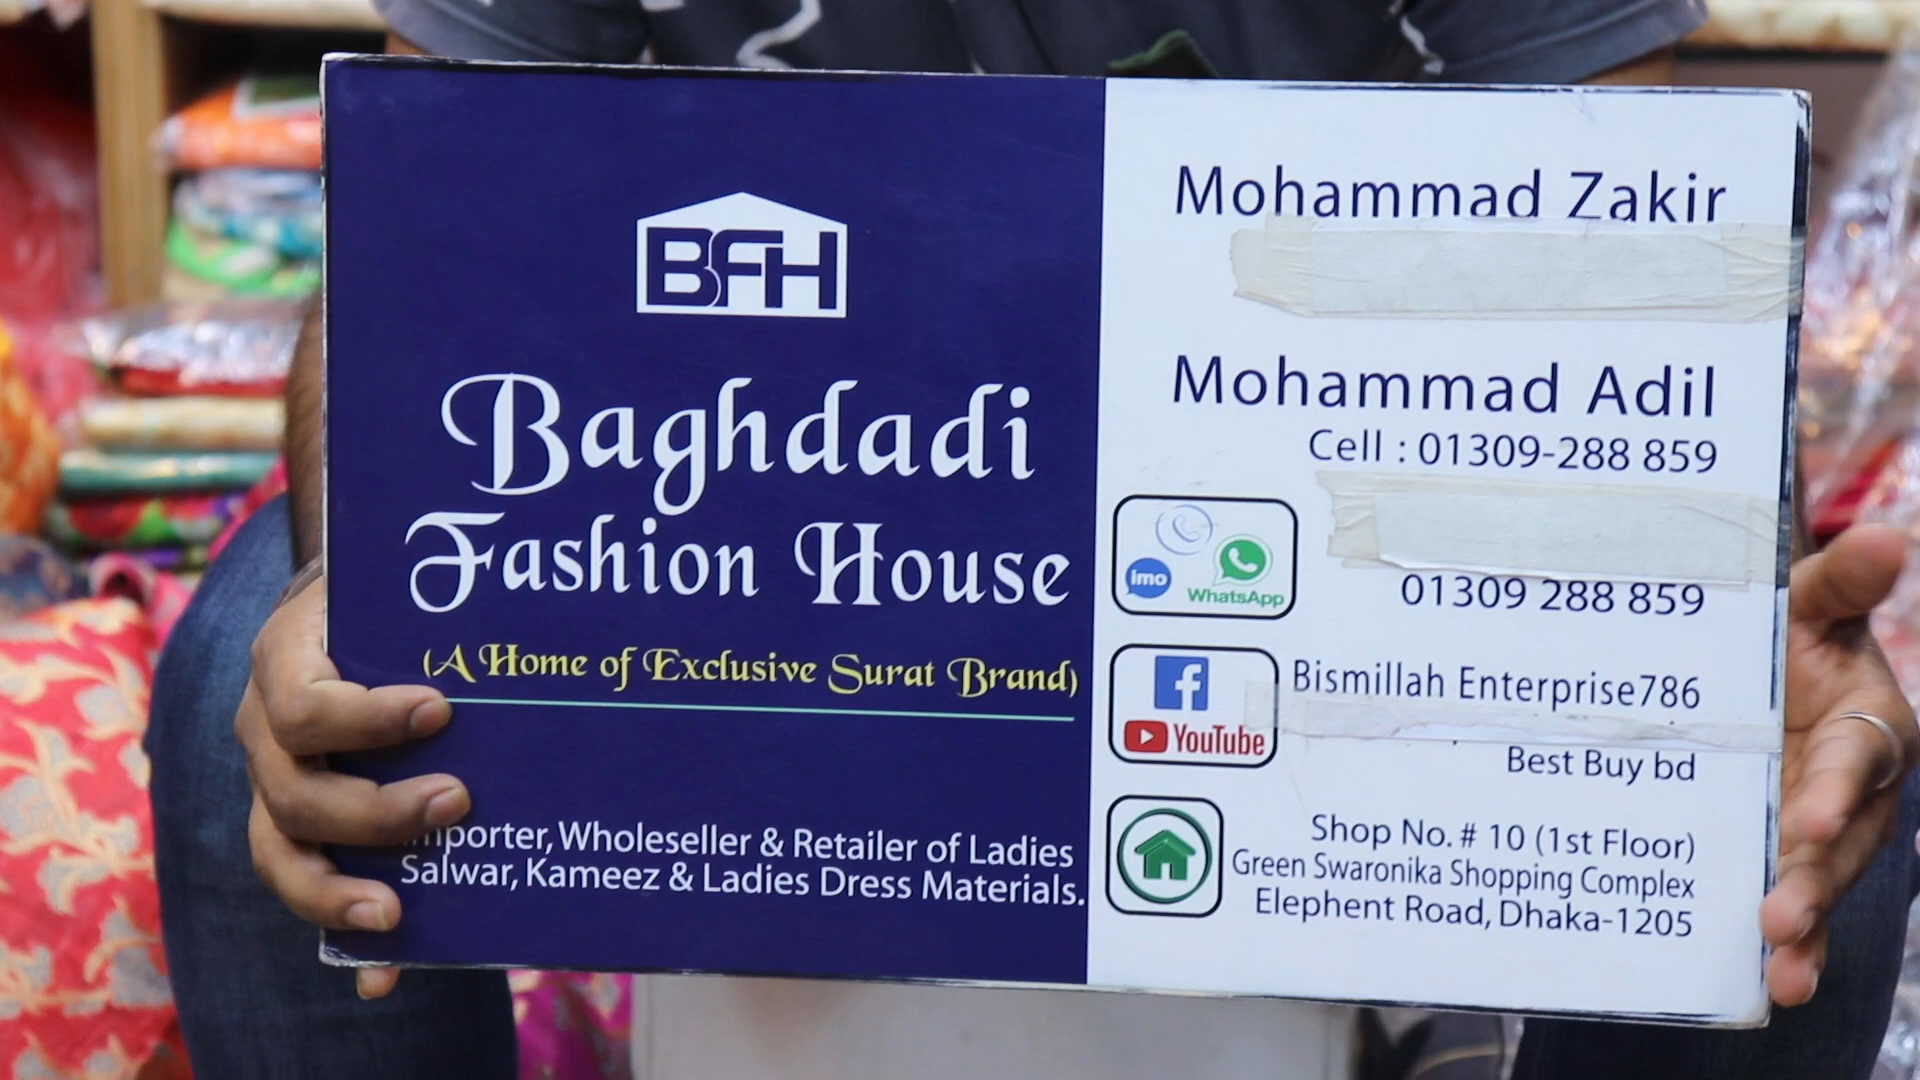 BFH
Baghdadi
Fashion House
(A Home of Exclusive Surat Brand)
Importer, Wholeseller & Retailer of Ladies
Salwar, Kameez & Ladies Dress Materials.
Mohammad Zakir
Mohammad Adil
Cell : 01309-288 859
imo
WhatsApp
01309 288 859
f
YouTube
Bismillah Enterprise786
Best Buy bd
Shop No. # 10 (1st Floor)
Green Swaronika Shopping Complex
Elephent Road, Dhaka-1205